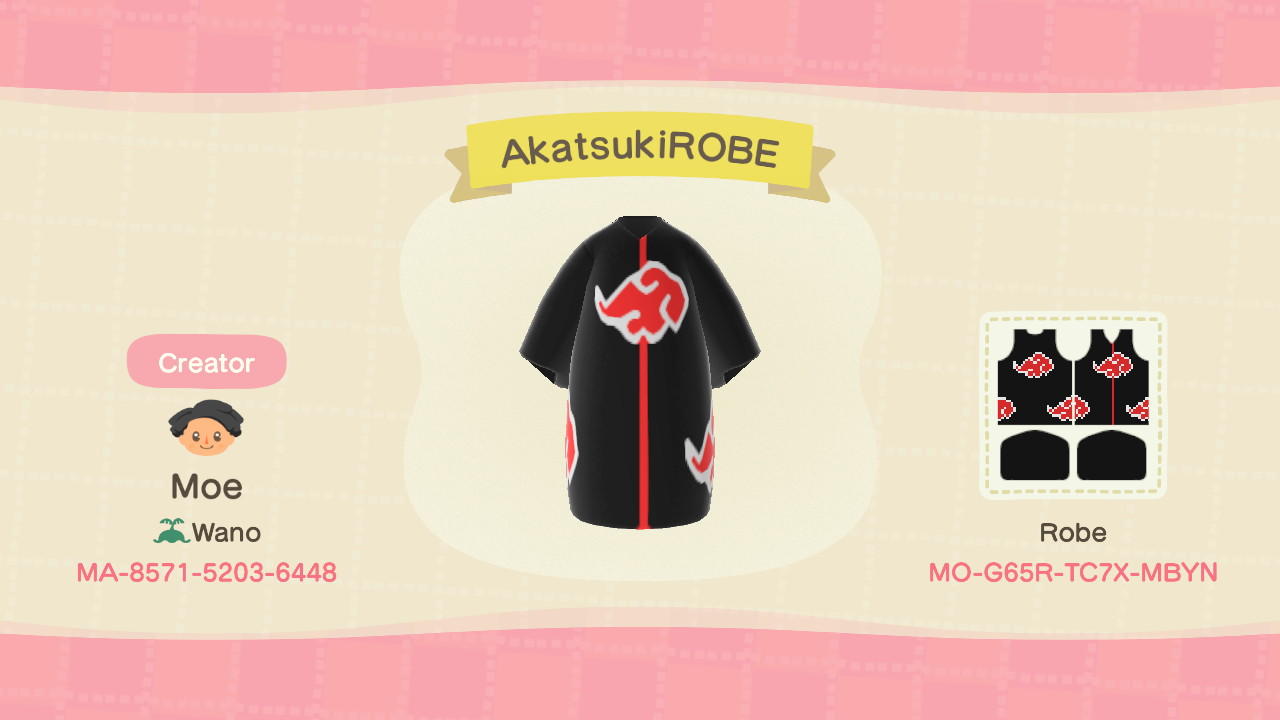 AkatsukiROBE
Creator
Moe
Wano
MA-8571-5203-6448
Robe
MO-G65R-TC7X-MBYN